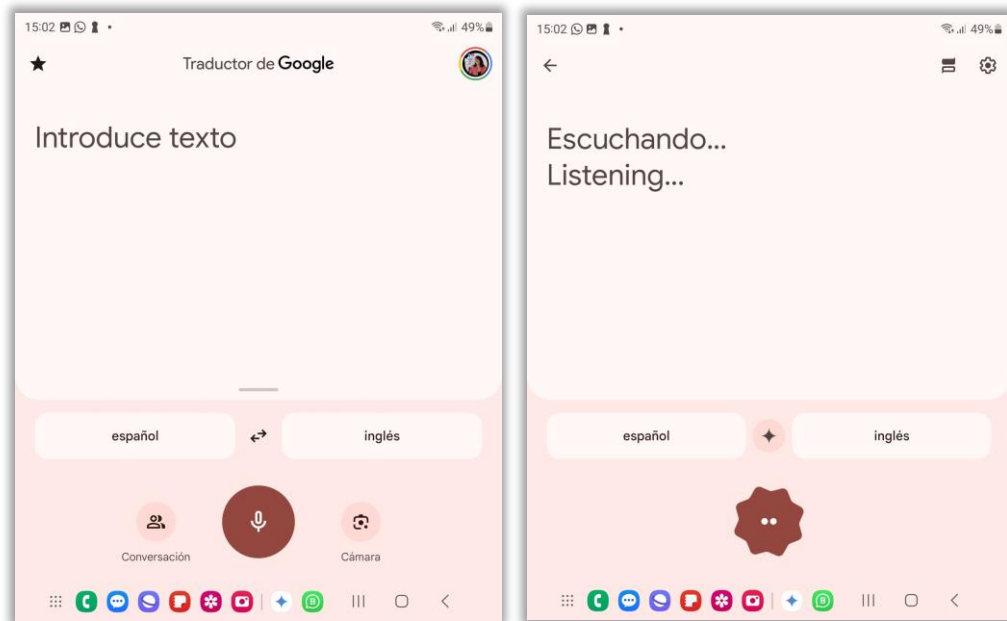 15:02 49%
Traductor de Google
Introduce texto
español inglés
Conversación Cámara
15:02 49%
Escuchando...
Listening...
español inglés